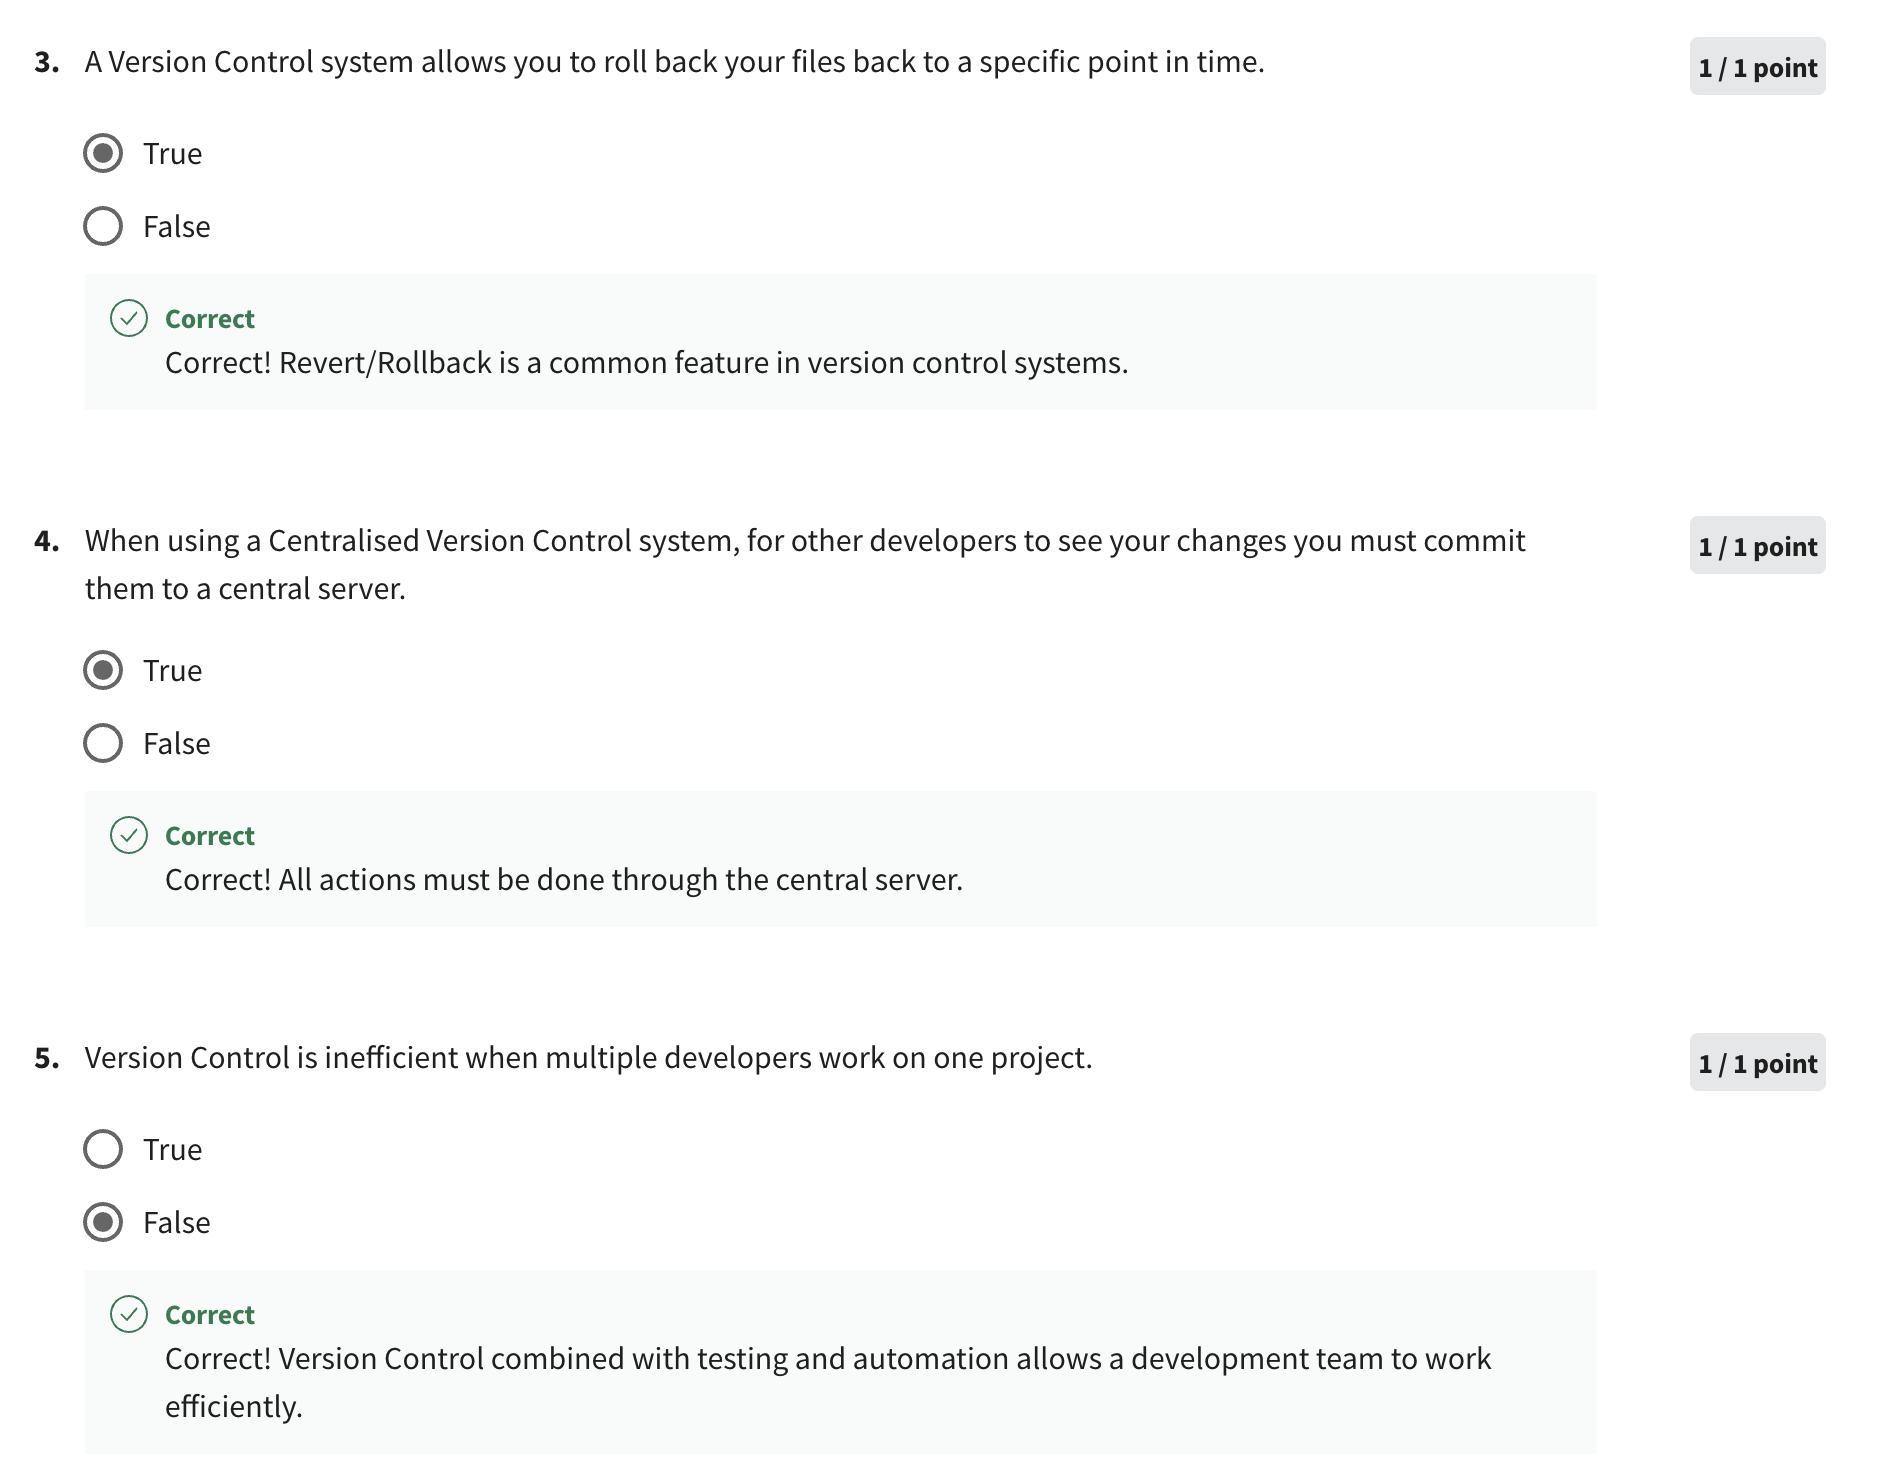 3. A Version Control system allows you to roll back your files back to a specific point in time.
1 / 1 point
True
False
Correct
Correct! Revert/Rollback is a common feature in version control systems.
4. When using a Centralised Version Control system, for other developers to see your changes you must commit
them to a central server.
1 / 1 point
True
False
Correct
Correct! All actions must be done through the central server.
5. Version Control is inefficient when multiple developers work on one project.
1 / 1 point
True
False
Correct
Correct! Version Control combined with testing and automation allows a development team to work
efficiently.